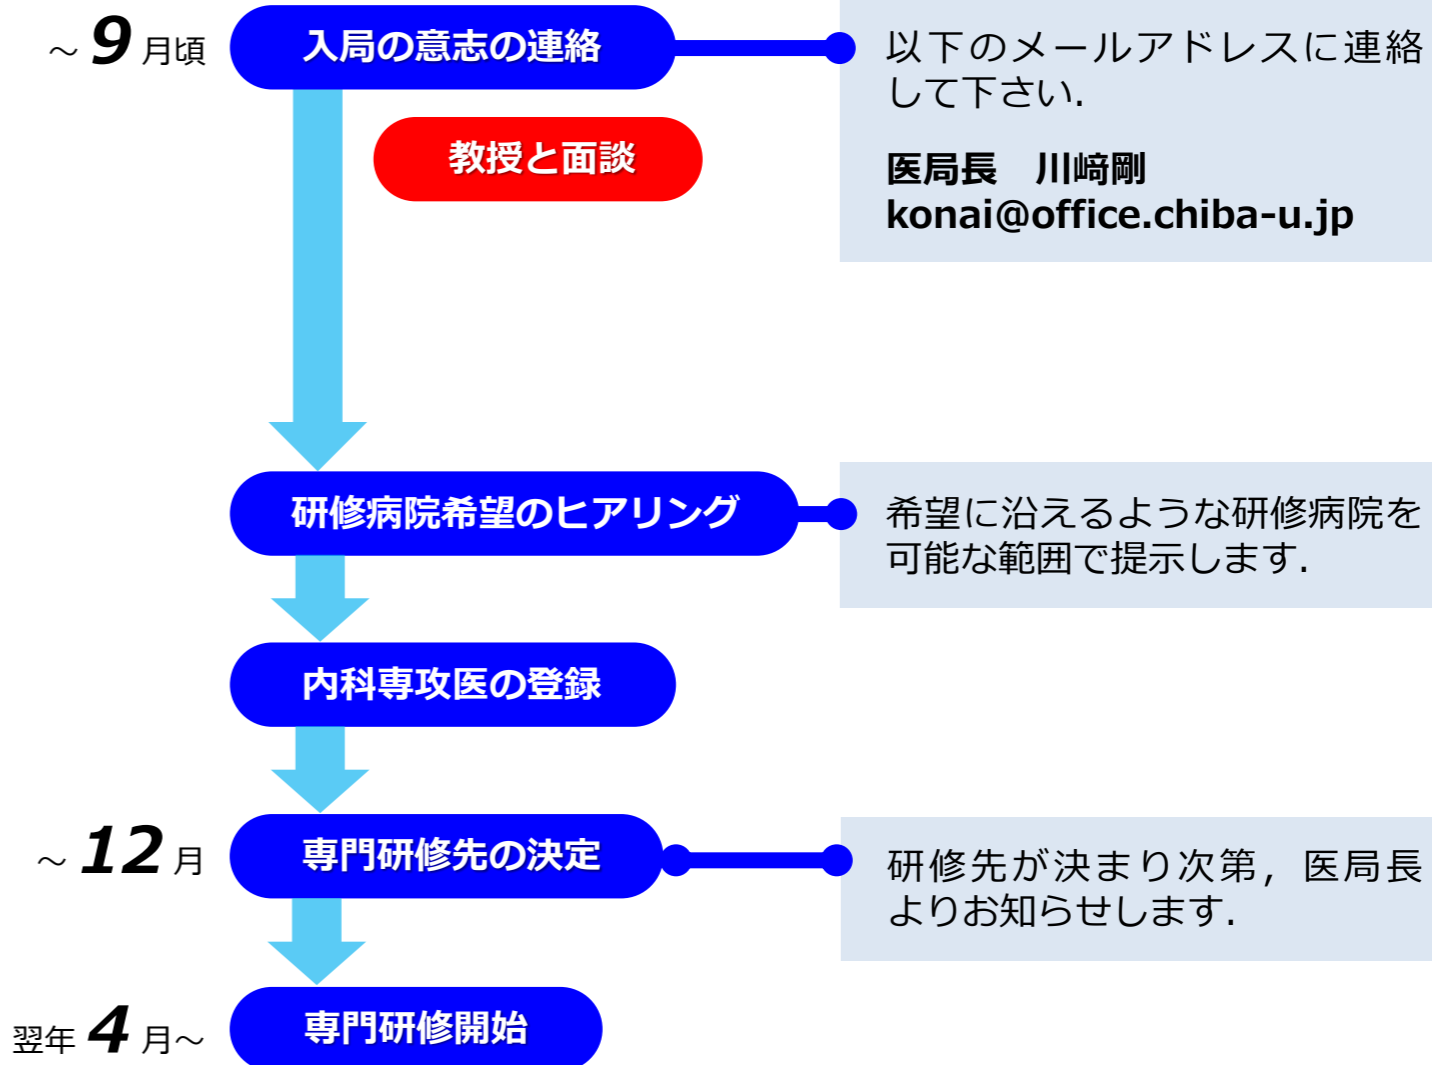 ～ 9 月頃
入局の意志の連絡
以下のメールアドレスに連絡
して下さい.
医局長　川﨑剛
konai@office.chiba-u.jp
教授と面談
研修病院希望のヒアリング
希望に沿えるような研修病院を
可能な範囲で提示します.
内科専攻医の登録
～ 12 月
専門研修先の決定
研修先が決まり次第，医局長
よりお知らせします.
翌年 4 月～
専門研修開始